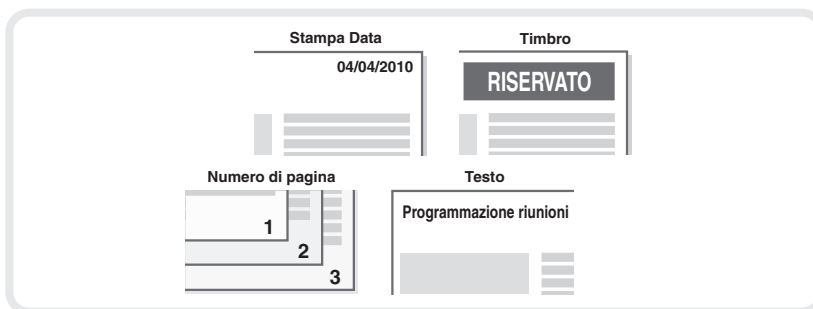 Stampa Data
Timbro
04/04/2010
RISERVATO
Numero di pagina
Testo
1
2
3
Programmazione riunioni